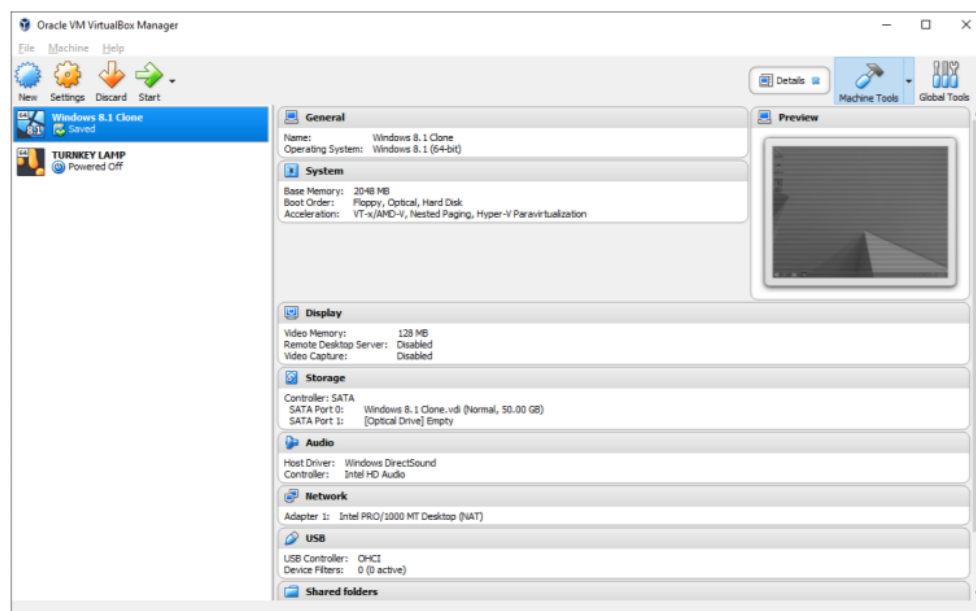 Oracle VM VirtualBox Manager
File Machine Help
New Settings Discard Start
Details
Machine Tools
Global Tools
64
8.1
Windows 8.1 Clone
Saved
64
TURNKEY LAMP
Powered Off
General
Name: Windows 8.1 Clone
Operating System: Windows 8.1 (64-bit)
System
Base Memory: 2048 MB
Boot Order: Floppy, Optical, Hard Disk
Acceleration: VT-x/AMD-V, Nested Paging, Hyper-V Paravirtualization
Preview
Display
Video Memory: 128 MB
Remote Desktop Server: Disabled
Video Capture: Disabled
Storage
Controller: SATA
SATA Port 0: Windows 8.1 Clone.vdi (Normal, 50.00 GB)
SATA Port 1: [Optical Drive] Empty
Audio
Host Driver: Windows DirectSound
Controller: Intel HD Audio
Network
Adapter 1: Intel PRO/1000 MT Desktop (NAT)
USB
USB Controller: OHCI
Device Filters: 0 (0 active)
Shared folders